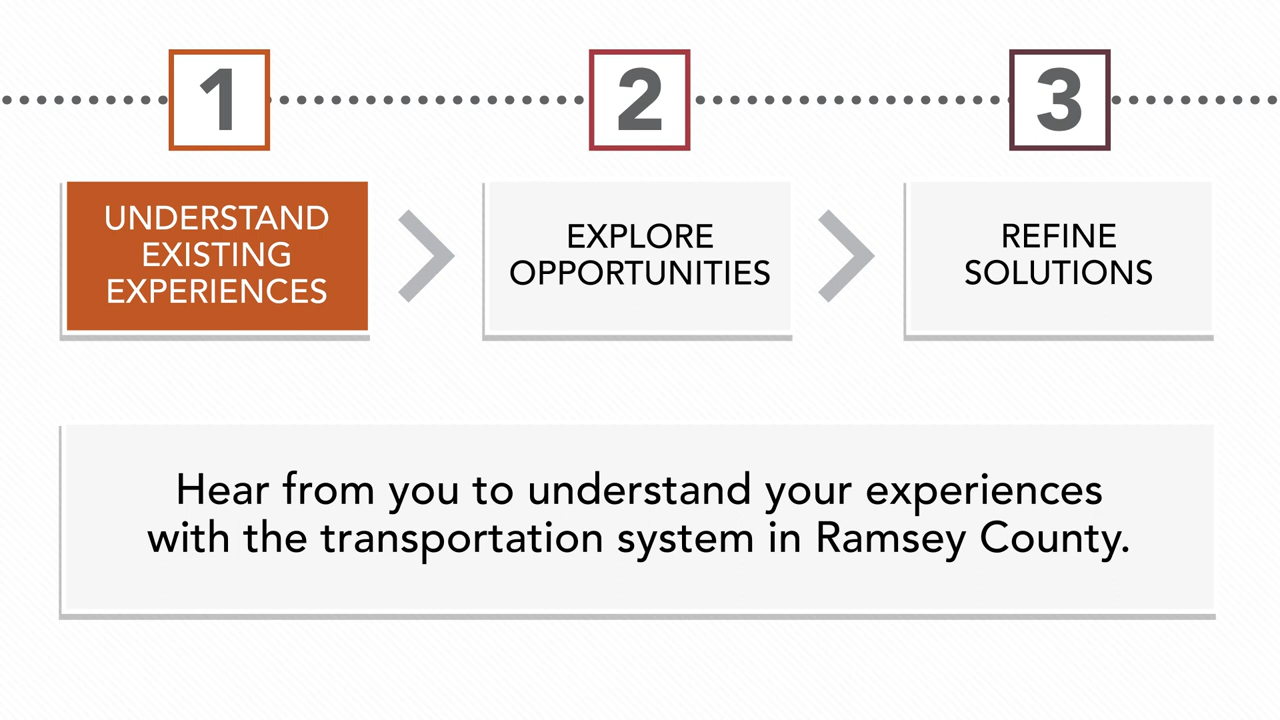 1
2
3
UNDERSTAND
EXISTING
EXPERIENCES
EXPLORE
OPPORTUNITIES
REFINE
SOLUTIONS
Hear from you to understand your experiences
with the transportation system in Ramsey County.